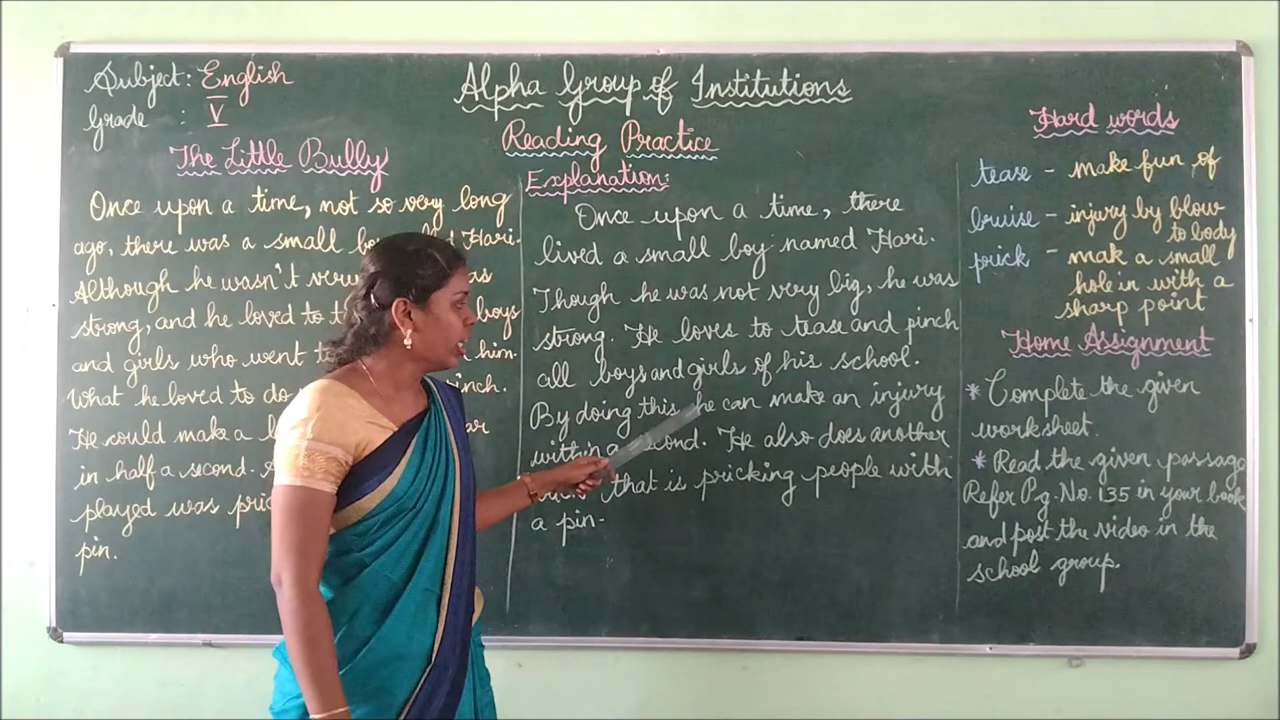 Subject: English
Grade : V
Alpha Group of Institutions
Reading Practice
The Little Bully
Once upon a time, not so very long
ago, there was a small Hari.
Although he wasn't as
strong, and he loved to boys
and girls who went to him.
What he loved to do pinch.
He could make a
in half a second.
played was
pin.
Explanation:
Once upon a time, there
lived a small boy named Hari.
Though he was not very big, he was
strong. He loves to tease and pinch
all boys and girls of his school.
By doing this he can make an injury
within a second. He also does another
that is pricking people with
a pin.
Hard words
tease - make fun of
bruise - injury by blow
to body
prick - make a small
hole in with a
sharp point
Home Assignment
* Complete the given
worksheet.
* Read the given passage
Refer Pg. No. 135 in your book
and post the video in the
school group.